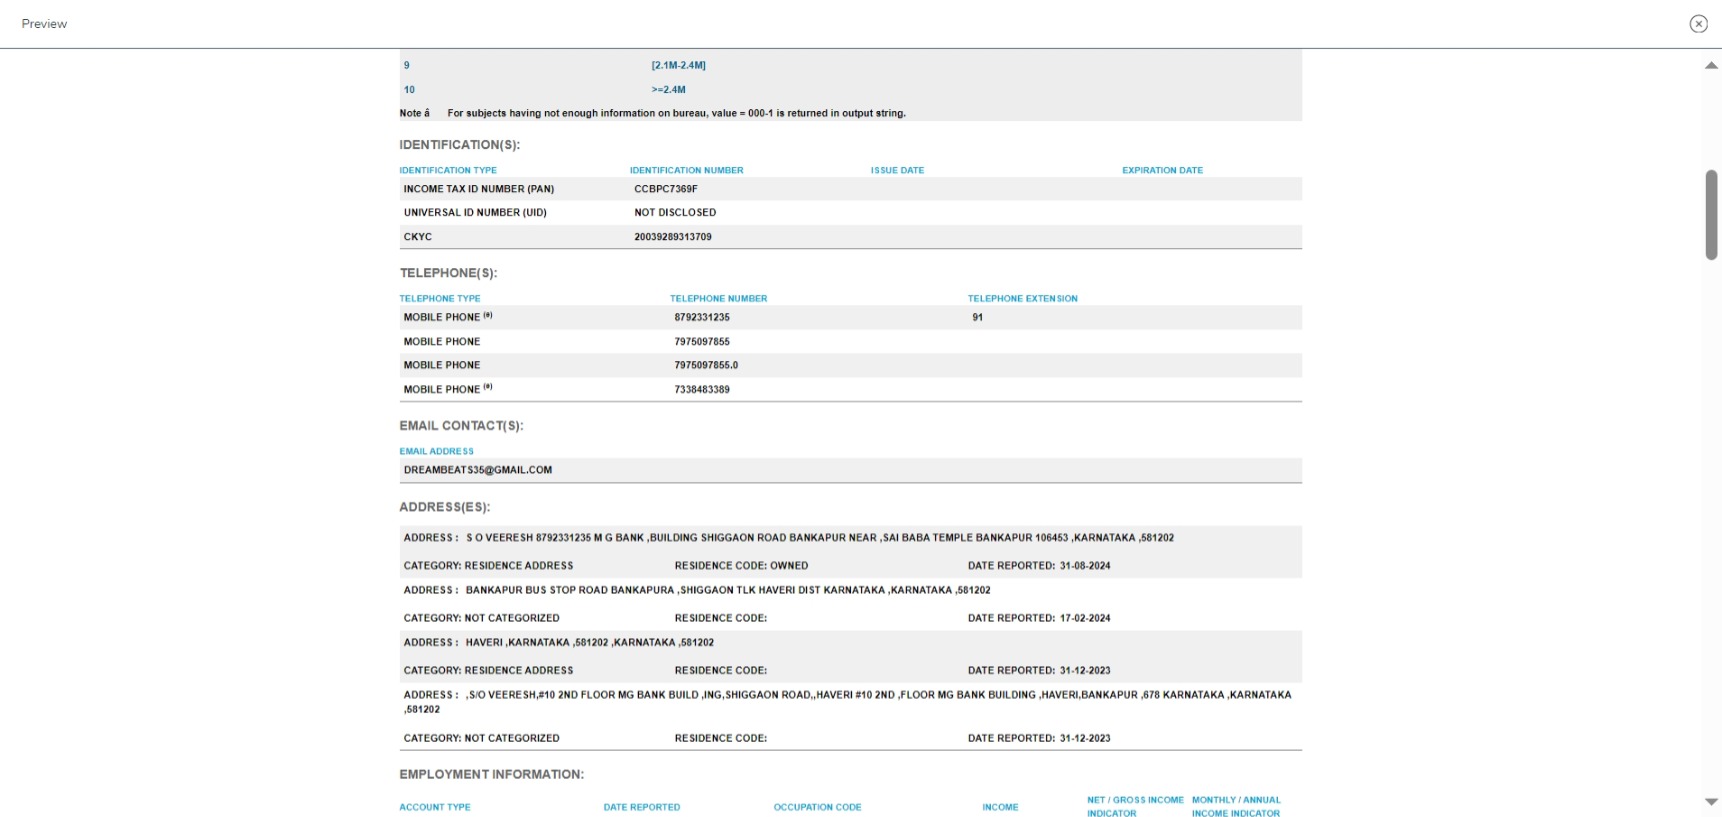 Preview
9 [2.1M-2.4M]
10 >=2.4M
Note â For subjects having not enough information on bureau, value = 000-1 is returned in output string.
IDENTIFICATION(S):
IDENTIFICATION TYPE IDENTIFICATION NUMBER ISSUE DATE EXPIRATION DATE
INCOME TAX ID NUMBER (PAN) CCBPC7369F
UNIVERSAL ID NUMBER (UID) NOT DISCLOSED
CKYC 20039289313709
TELEPHONE(S):
TELEPHONE TYPE TELEPHONE NUMBER TELEPHONE EXTENSION
MOBILE PHONE (e) 8792331235 91
MOBILE PHONE 7975097855
MOBILE PHONE 7975097855.0
MOBILE PHONE (e) 7338483389
EMAIL CONTACT(S):
EMAIL ADDRESS
DREAMBEATS35@GMAIL.COM
ADDRESS(ES):
ADDRESS : S O VEERESH 8792331235 M G BANK ,BUILDING SHIGGAON ROAD BANKAPUR NEAR ,SAI BABA TEMPLE BANKAPUR 106453 ,KARNATAKA ,581202
CATEGORY: RESIDENCE ADDRESS RESIDENCE CODE: OWNED DATE REPORTED: 31-08-2024
ADDRESS : BANKAPUR BUS STOP ROAD BANKAPURA ,SHIGGAON TLK HAVERI DIST KARNATAKA ,KARNATAKA ,581202
CATEGORY: NOT CATEGORIZED RESIDENCE CODE: DATE REPORTED: 17-02-2024
ADDRESS : HAVERI ,KARNATAKA ,581202 ,KARNATAKA ,581202
CATEGORY: RESIDENCE ADDRESS RESIDENCE CODE: DATE REPORTED: 31-12-2023
ADDRESS : ,S/O VEERESH,#10 2ND FLOOR MG BANK BUILD ,ING,SHIGGAON ROAD,,HAVERI #10 2ND ,FLOOR MG BANK BUILDING ,HAVERI,BANKAPUR ,678 KARNATAKA ,KARNATAKA
,581202
CATEGORY: NOT CATEGORIZED RESIDENCE CODE: DATE REPORTED: 31-12-2023
EMPLOYMENT INFORMATION:
ACCOUNT TYPE DATE REPORTED OCCUPATION CODE INCOME NET / GROSS INCOME INDICATOR MONTHLY / ANNUAL INCOME INDICATOR